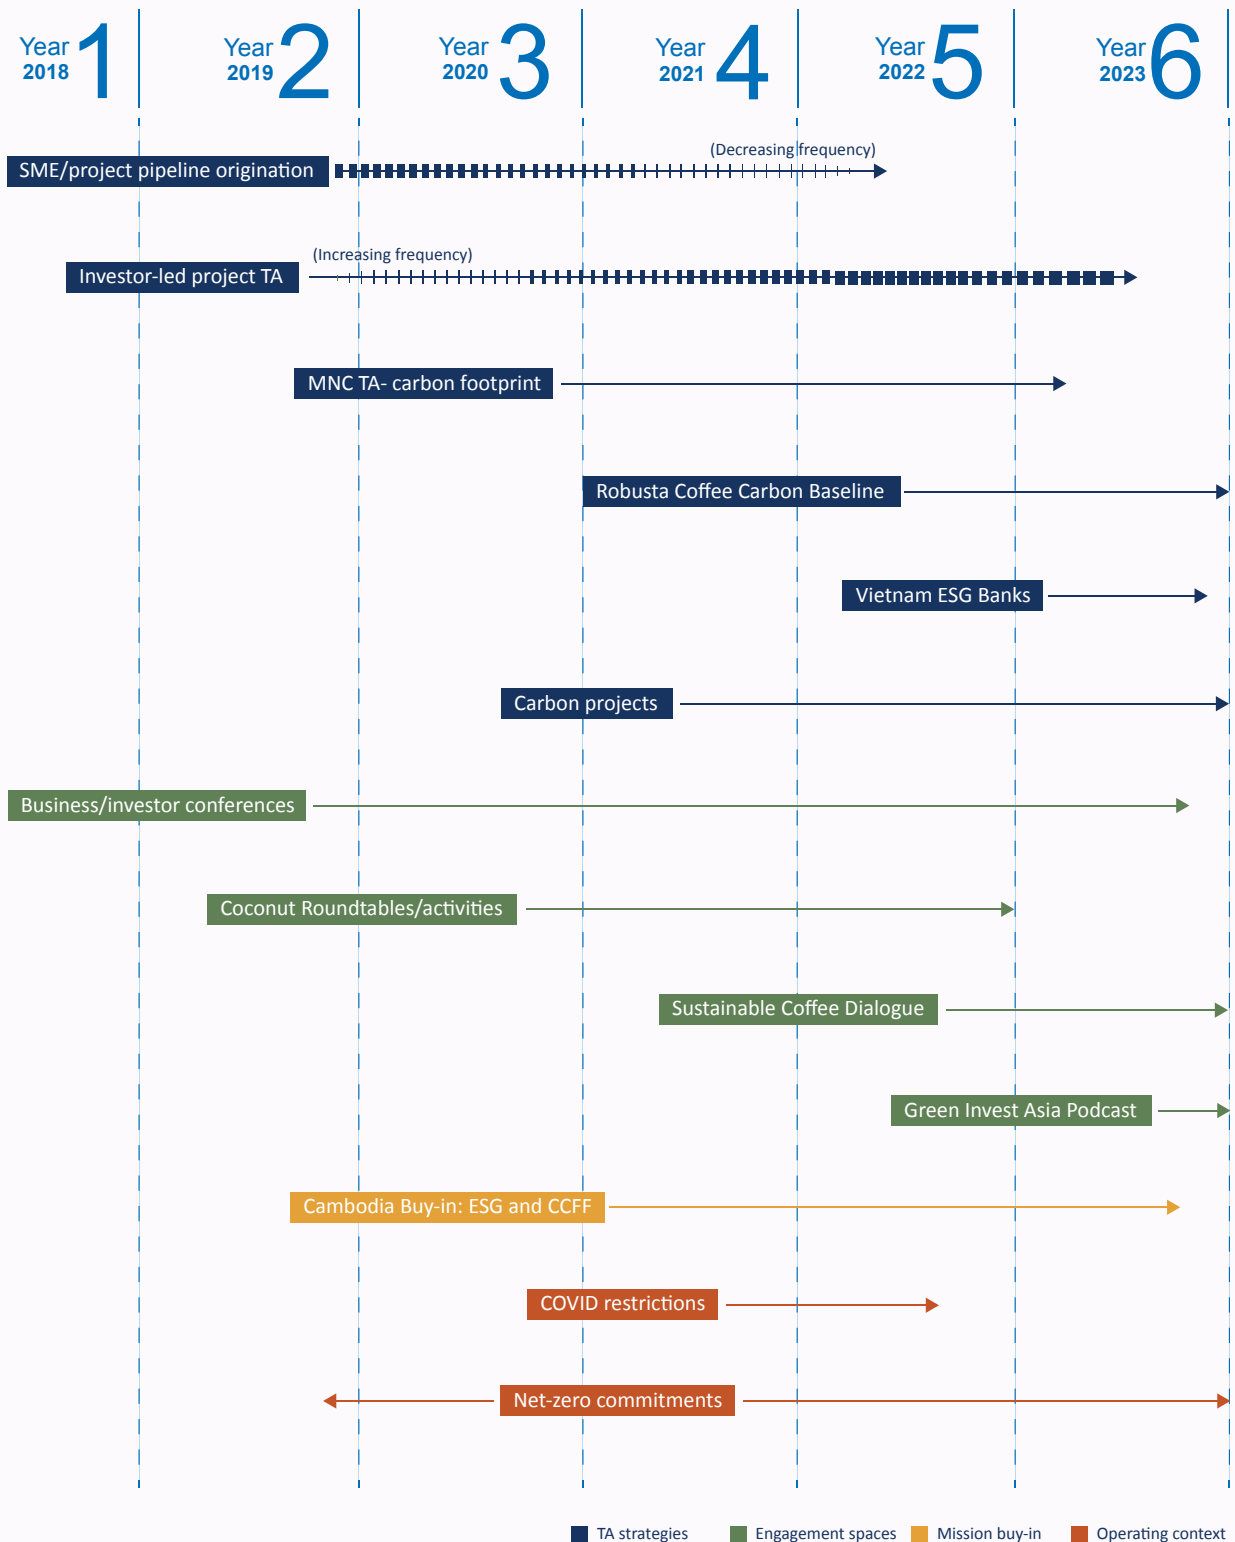 Year 2018 1
Year 2019 2
Year 2020 3
Year 2021 4
Year 2022 5
Year 2023 6
(Decreasing frequency)
SME/project pipeline origination
(Increasing frequency)
Investor-led project TA
MNC TA- carbon footprint
Robusta Coffee Carbon Baseline
Vietnam ESG Banks
Carbon projects
Business/investor conferences
Coconut Roundtables/activities
Sustainable Coffee Dialogue
Green Invest Asia Podcast
Cambodia Buy-in: ESG and CCFF
COVID restrictions
Net-zero commitments
TA strategies
Engagement spaces
Mission buy-in
Operating context